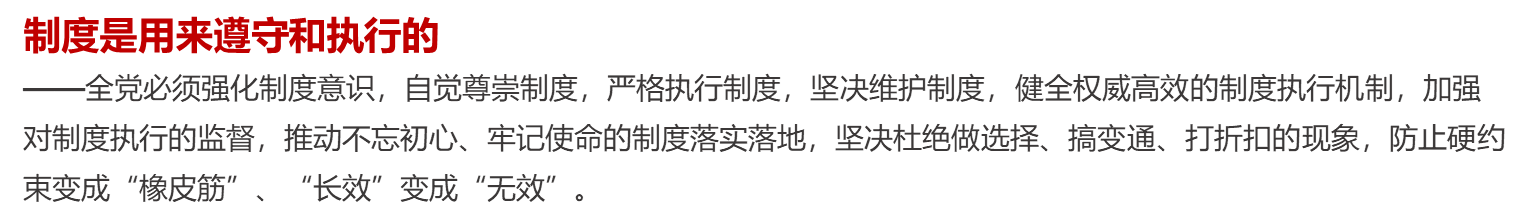 制度是用来遵守和执行的
——全党必须强化制度意识，自觉尊崇制度，严格执行制度，坚决维护制度，健全权威高效的制度执行机制，加强
对制度执行的监督，推动不忘初心、牢记使命的制度落实落地，坚决杜绝做选择、搞变通、打折扣的现象，防止硬约
束变成“橡皮筋”、“长效”变成“无效”。